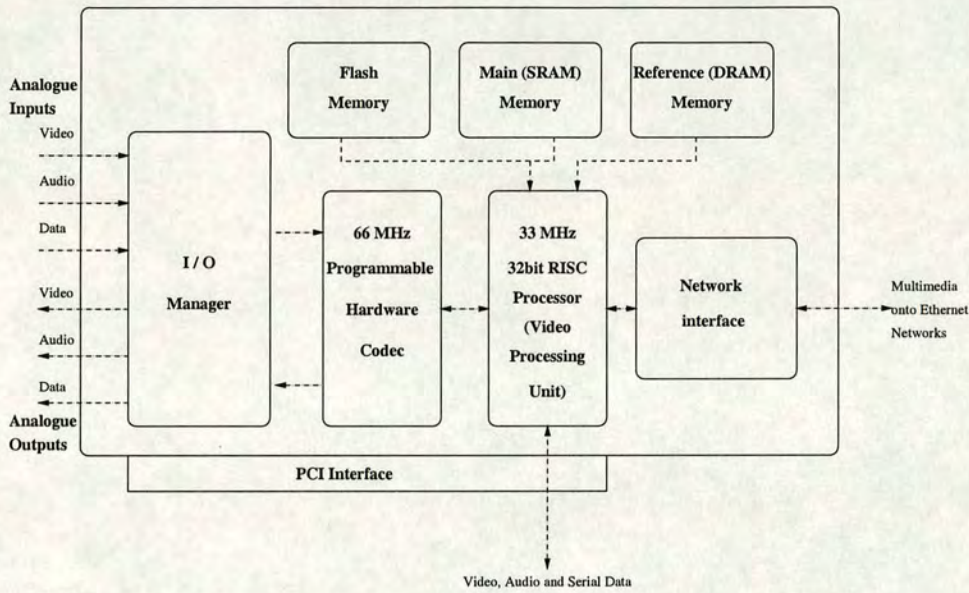 Flash
Memory
Main (SRAM)
Memory
Reference (DRAM)
Memory
Analogue
Inputs
Video
Audio
Data
Video
Audio
Data
Analogue
Outputs
I / O
Manager
66 MHz
Programmable
Hardware
Codec
33 MHz
32bit RISC
Processor
(Video
Processing
Unit)
Network
interface
Multimedia
onto Ethernet
Networks
PCI Interface
Video, Audio and Serial Data